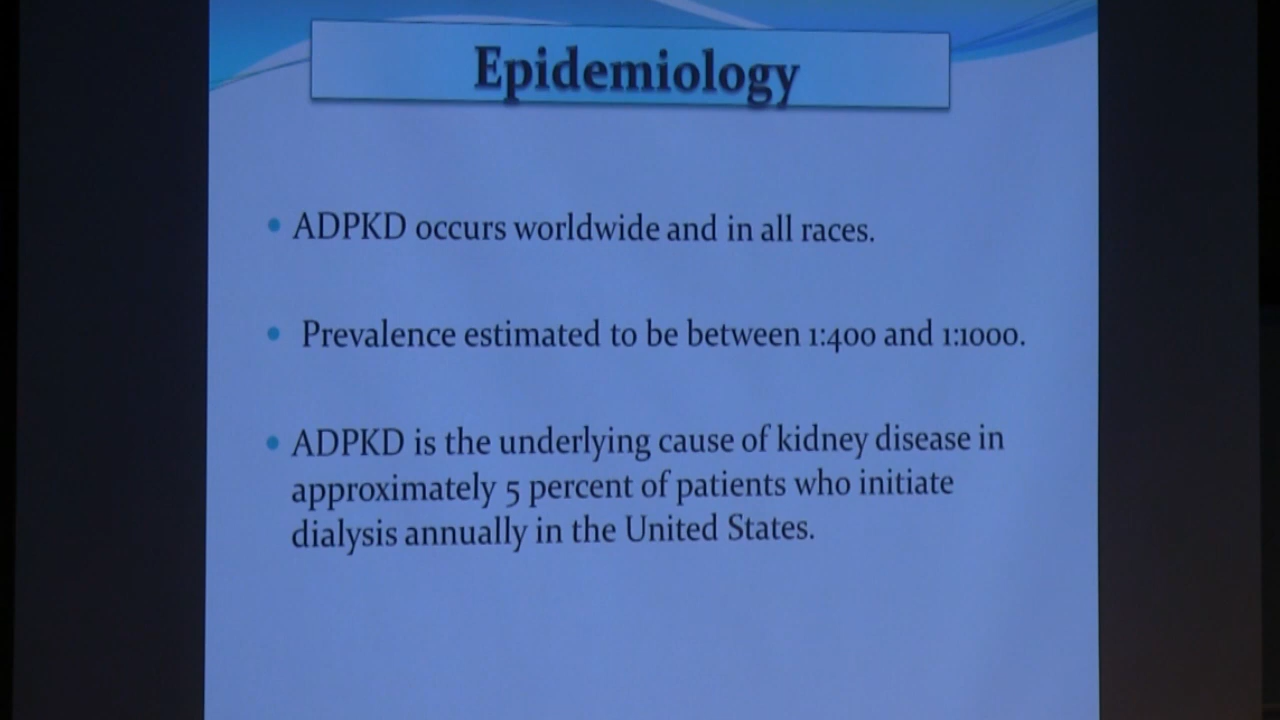 Epidemiology
• ADPKD occurs worldwide and in all races.
• Prevalence estimated to be between 1:400 and 1:1000.
• ADPKD is the underlying cause of kidney disease in
approximately 5 percent of patients who initiate
dialysis annually in the United States.